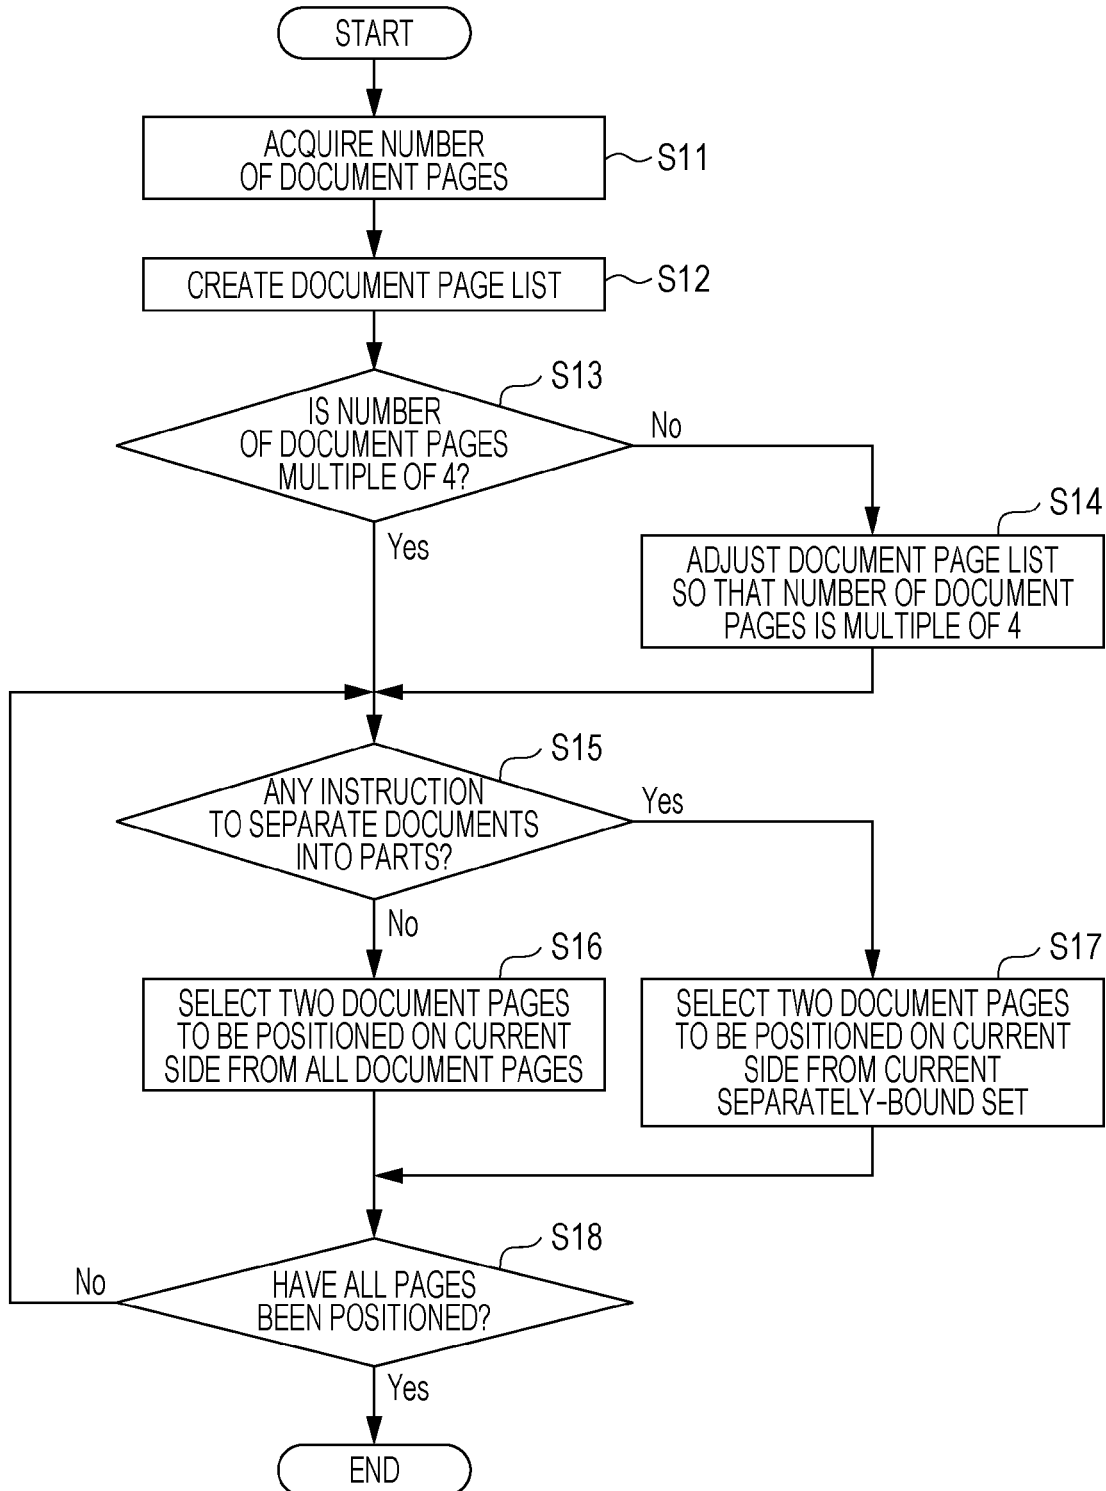 START
ACQUIRE NUMBER
OF DOCUMENT PAGES
S11
CREATE DOCUMENT PAGE LIST
S12
S13
IS NUMBER
OF DOCUMENT PAGES
MULTIPLE OF 4?
No
Yes
S14
ADJUST DOCUMENT PAGE LIST
SO THAT NUMBER OF DOCUMENT
PAGES IS MULTIPLE OF 4
S15
ANY INSTRUCTION
TO SEPARATE DOCUMENTS
INTO PARTS?
Yes
No
S16
SELECT TWO DOCUMENT PAGES
TO BE POSITIONED ON CURRENT
SIDE FROM ALL DOCUMENT PAGES
S17
SELECT TWO DOCUMENT PAGES
TO BE POSITIONED ON CURRENT
SIDE FROM CURRENT
SEPARATELY-BOUND SET
S18
HAVE ALL PAGES
BEEN POSITIONED?
No
Yes
END